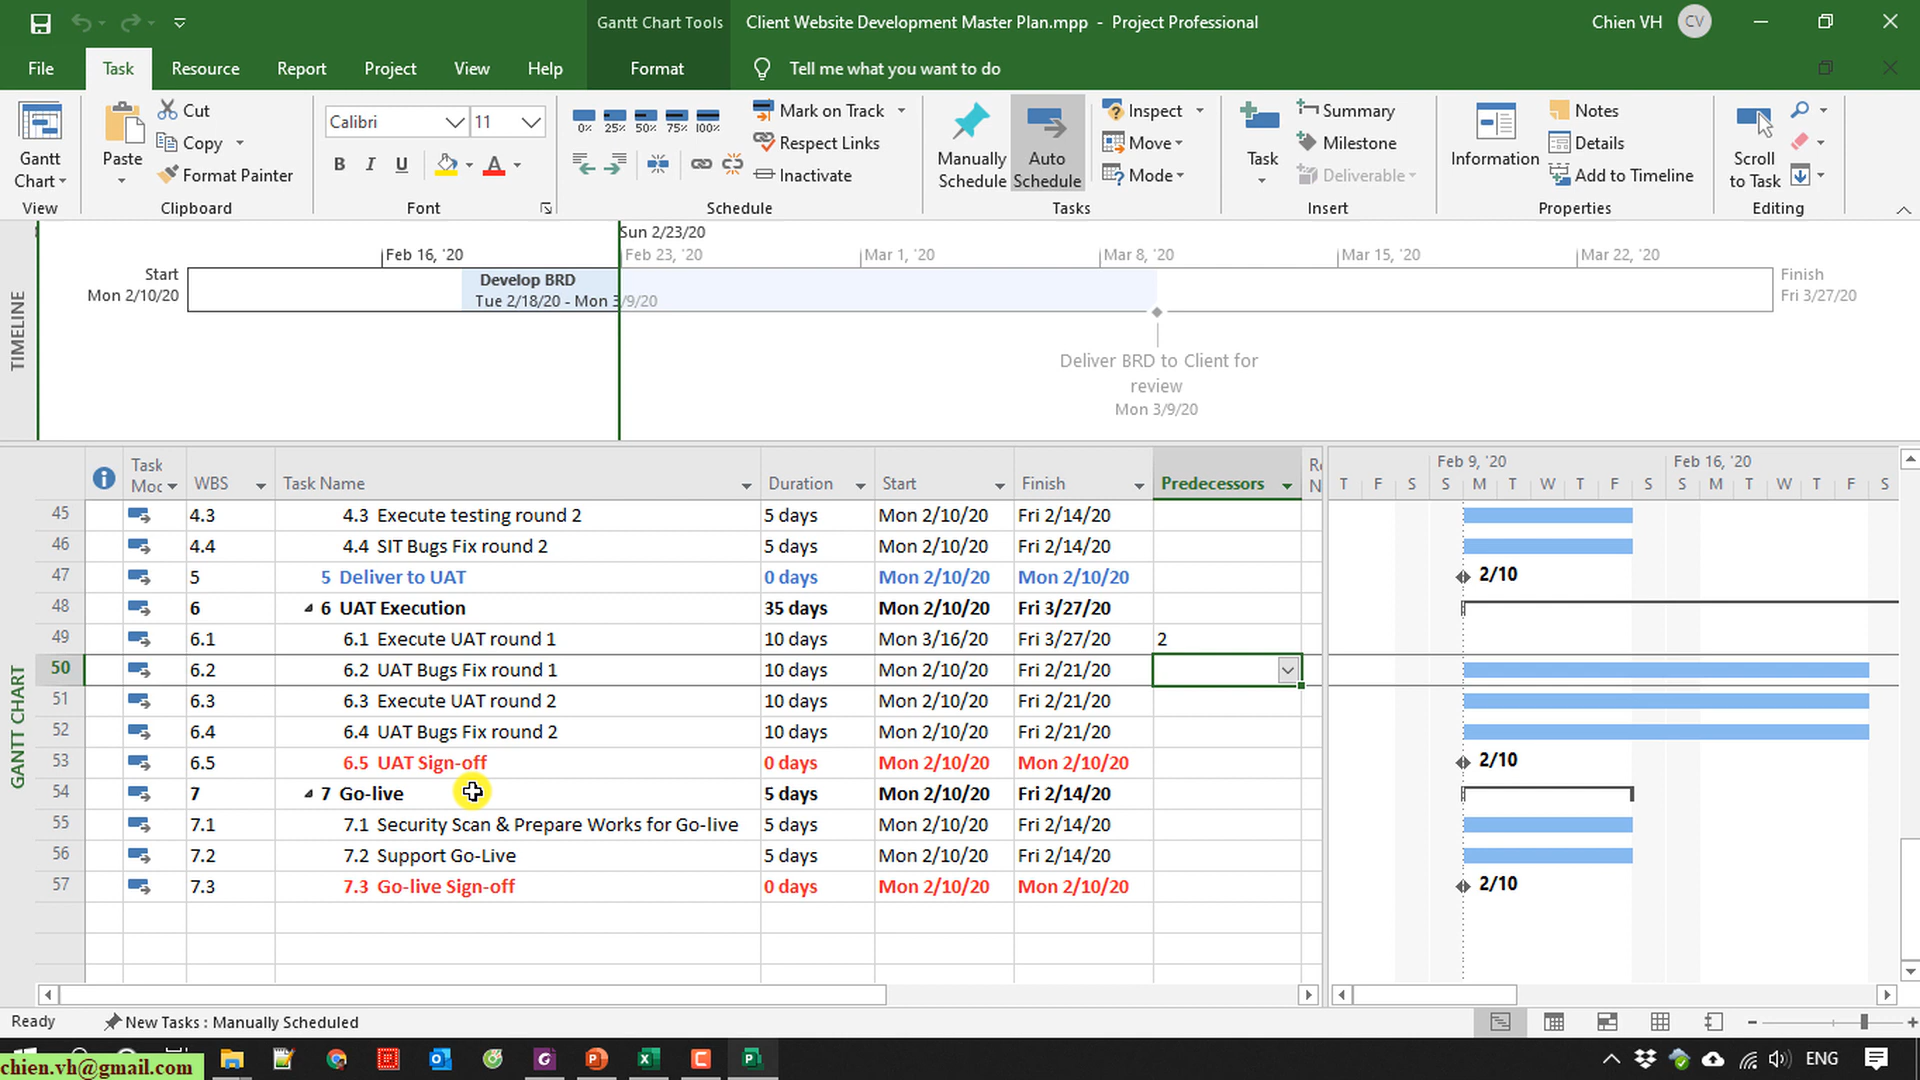 Gantt Chart Tools
Client Website Development Master Plan.mpp - Project Professional
Chien VH
CV
File
Task
Resource
Report
Project
View
Help
Format
Tell me what you want to do
Gantt
Chart
View
Paste
Cut
Copy
Format Painter
Clipboard
Calibri
11
B
I
U
A
Font
0%
25%
50%
75%
100%
Mark on Track
Respect Links
Inactivate
Schedule
Manually
Schedule
Auto
Schedule
Inspect
Move
Mode
Tasks
Task
Summary
Milestone
Deliverable
Insert
Information
Notes
Details
Add to Timeline
Properties
Scroll
to Task
Editing
TIMELINE
Sun 2/23/20
Feb 16, '20
Feb 23, '20
Mar 1, '20
Mar 8, '20
Mar 15, '20
Mar 22, '20
Start
Mon 2/10/20
Develop BRD
Tue 2/18/20 - Mon 3/9/20
Finish
Fri 3/27/20
Deliver BRD to Client for
review
Mon 3/9/20
GANTT CHART
Task
Moc
WBS
Task Name
Duration
Start
Finish
Predecessors
Feb 9, '20
Feb 16, '20
T F S S M T W T F S S M T W T F S
45 4.3 4.3 Execute testing round 2 5 days Mon 2/10/20 Fri 2/14/20
46 4.4 4.4 SIT Bugs Fix round 2 5 days Mon 2/10/20 Fri 2/14/20
47 5 5 Deliver to UAT 0 days Mon 2/10/20 Mon 2/10/20 2/10
48 6 6 UAT Execution 35 days Mon 2/10/20 Fri 3/27/20
49 6.1 6.1 Execute UAT round 1 10 days Mon 3/16/20 Fri 3/27/20 2
50 6.2 6.2 UAT Bugs Fix round 1 10 days Mon 2/10/20 Fri 2/21/20
51 6.3 6.3 Execute UAT round 2 10 days Mon 2/10/20 Fri 2/21/20
52 6.4 6.4 UAT Bugs Fix round 2 10 days Mon 2/10/20 Fri 2/21/20
53 6.5 6.5 UAT Sign-off 0 days Mon 2/10/20 Mon 2/10/20 2/10
54 7 7 Go-live 5 days Mon 2/10/20 Fri 2/14/20
55 7.1 7.1 Security Scan & Prepare Works for Go-live 5 days Mon 2/10/20 Fri 2/14/20
56 7.2 7.2 Support Go-Live 5 days Mon 2/10/20 Fri 2/14/20
57 7.3 7.3 Go-live Sign-off 0 days Mon 2/10/20 Mon 2/10/20 2/10
Ready
New Tasks : Manually Scheduled
chien.vh@gmail.com
ENG